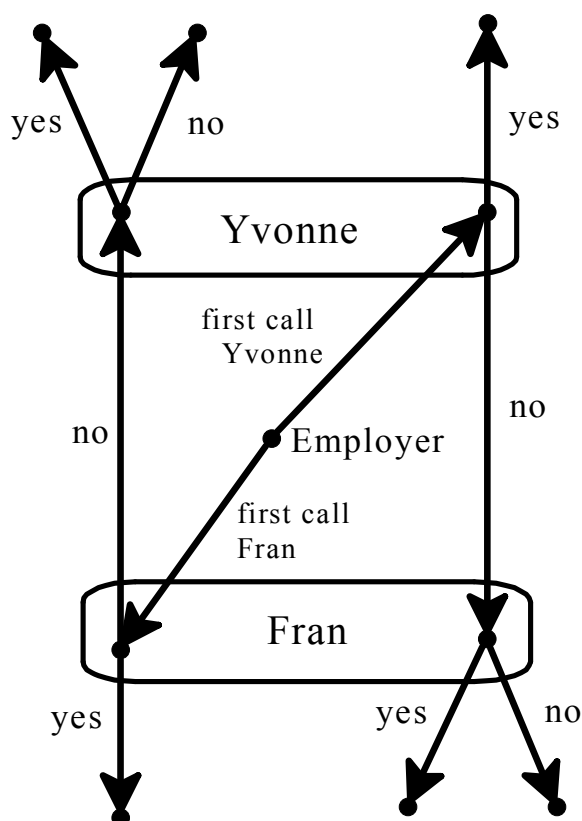 yes
no
yes
Yvonne
first call
Yvonne
no
no
Employer
first call
Fran
Fran
yes
yes
no